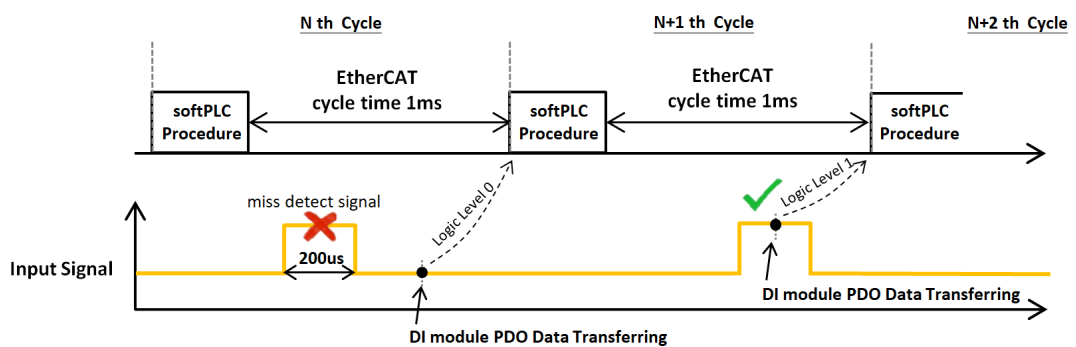 N th Cycle
N+1 th Cycle
N+2 th Cycle
EtherCAT
cycle time 1ms
EtherCAT
cycle time 1ms
softPLC
Procedure
softPLC
Procedure
softPLC
Procedure
miss detect signal
Logic Level 0
Logic Level 1
200us
Input Signal
DI module PDO Data Transferring
DI module PDO Data Transferring